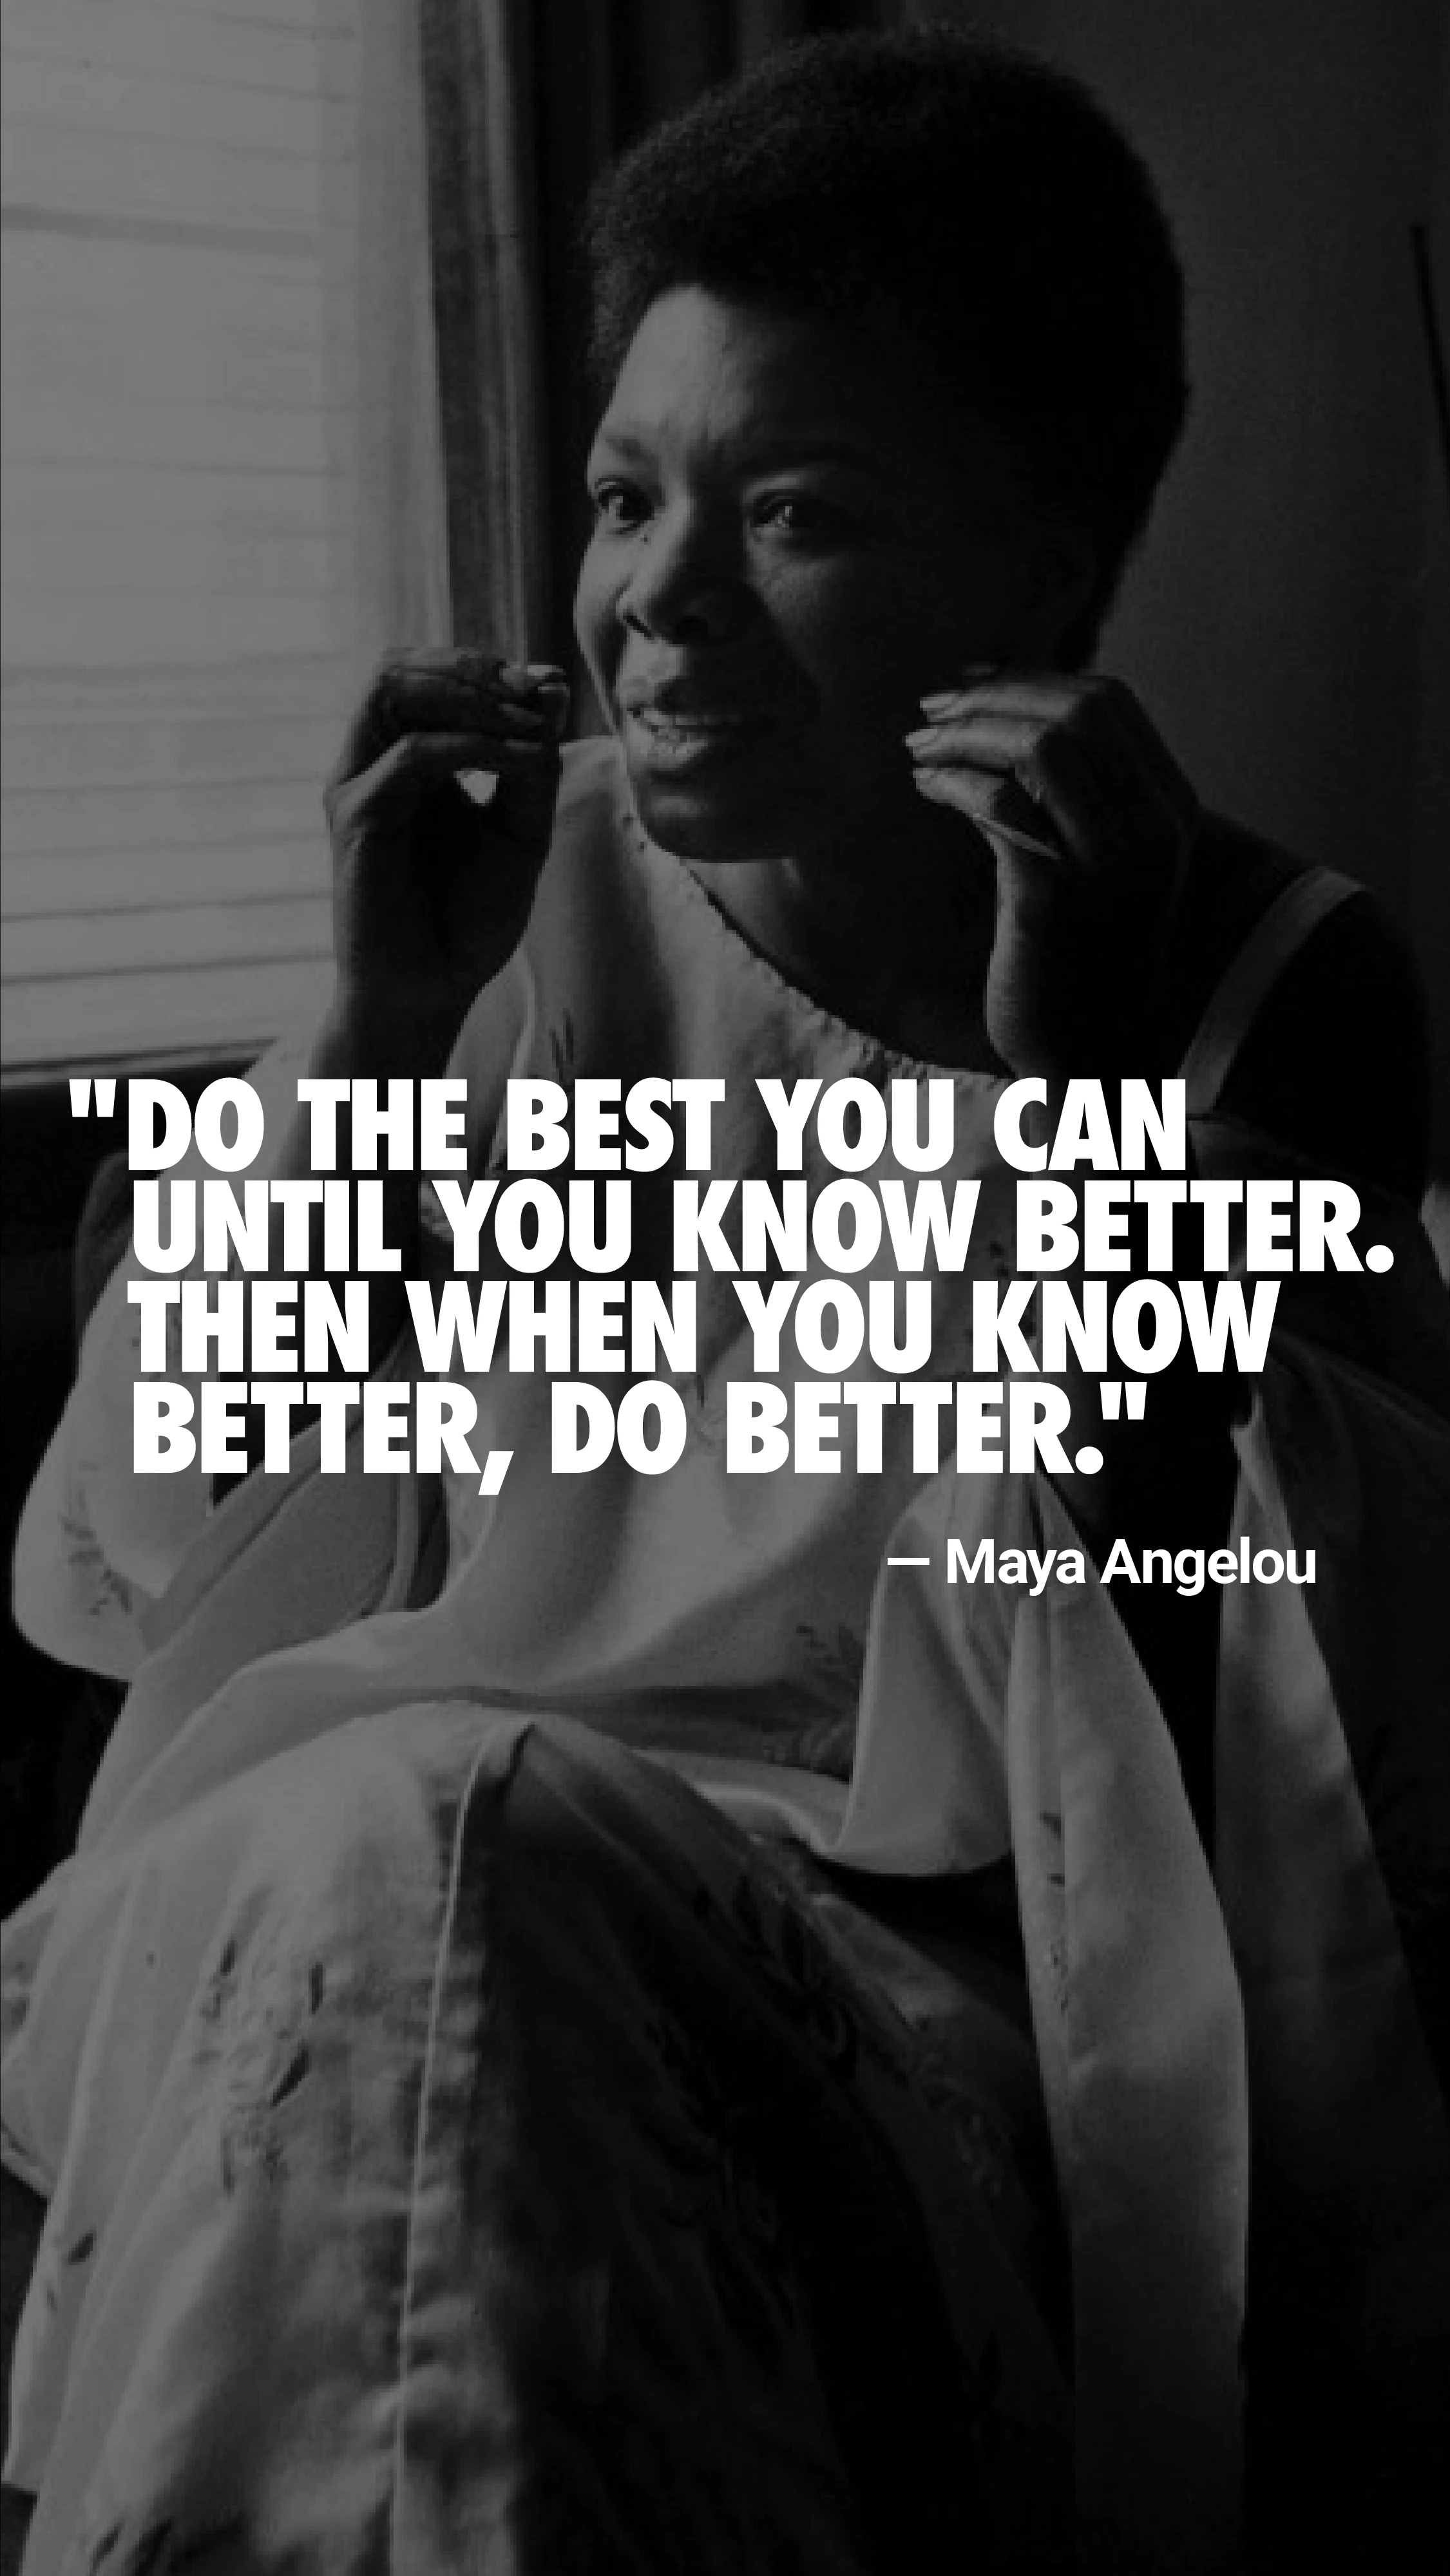 "DO THE BEST YOU CAN
UNTIL YOU KNOW BETTER.
THEN WHEN YOU KNOW
BETTER, DO BETTER."
— Maya Angelou